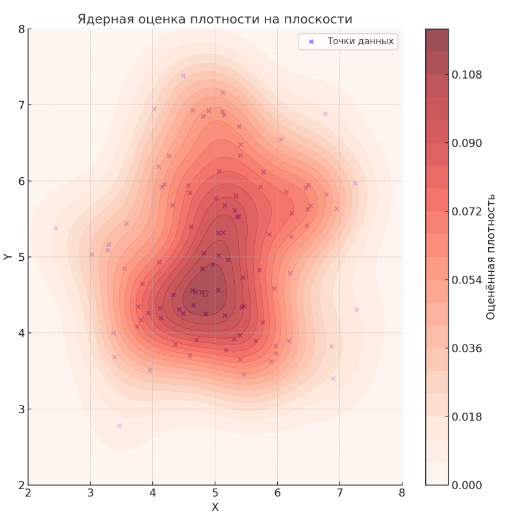 Ядерная оценка плотности на плоскости
Точки данных
8
7
6
5
4
3
2
Y
2 3 4 5 6 7 8
X
0.108
0.090
0.072
0.054
0.036
0.018
0.000
Оценённая плотность